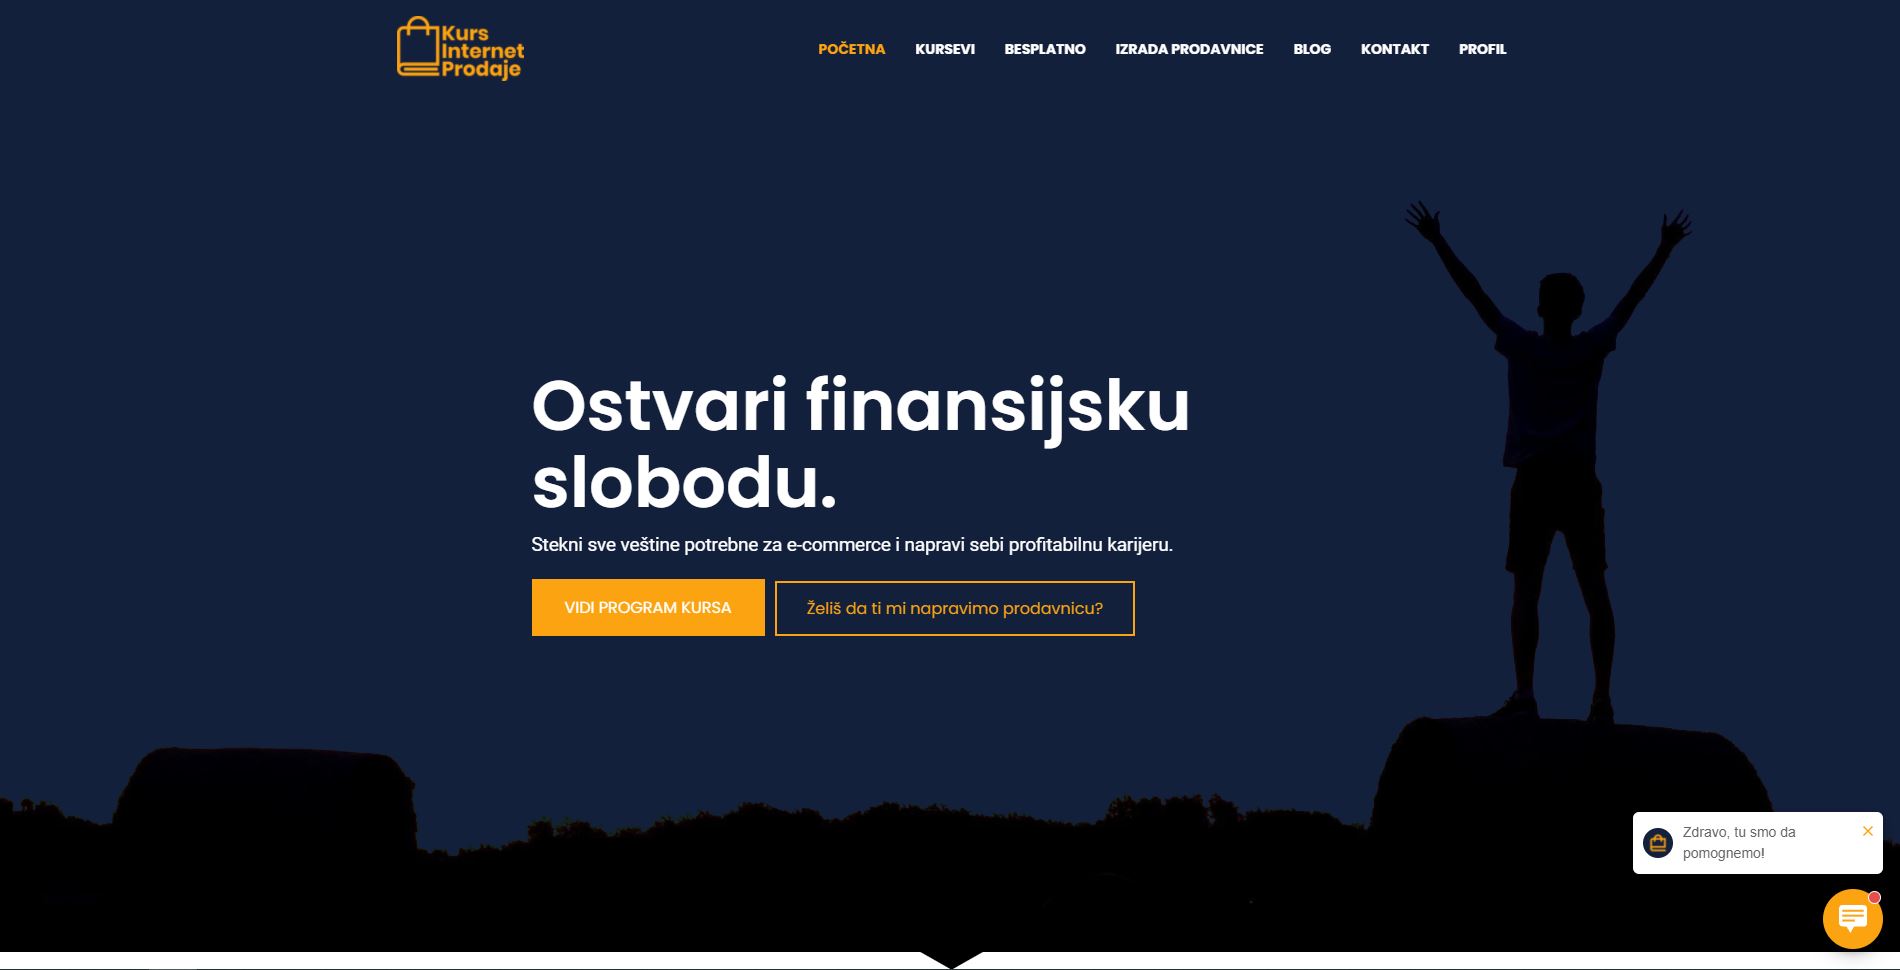 Kurs
Internet
Prodaje
POČETNA
KURSEVI
BESPLATNO
IZRADA PRODAVNICE
BLOG
KONTAKT
PROFIL
Ostvari finansijsku
slobodu.
Stekni sve veštine potrebne za e-commerce i napravi sebi profitabilnu karijeru.
VIDI PROGRAM KURSA
Želiš da ti mi napravimo prodavnicu?
Zdravo, tu smo da
pomognemo!